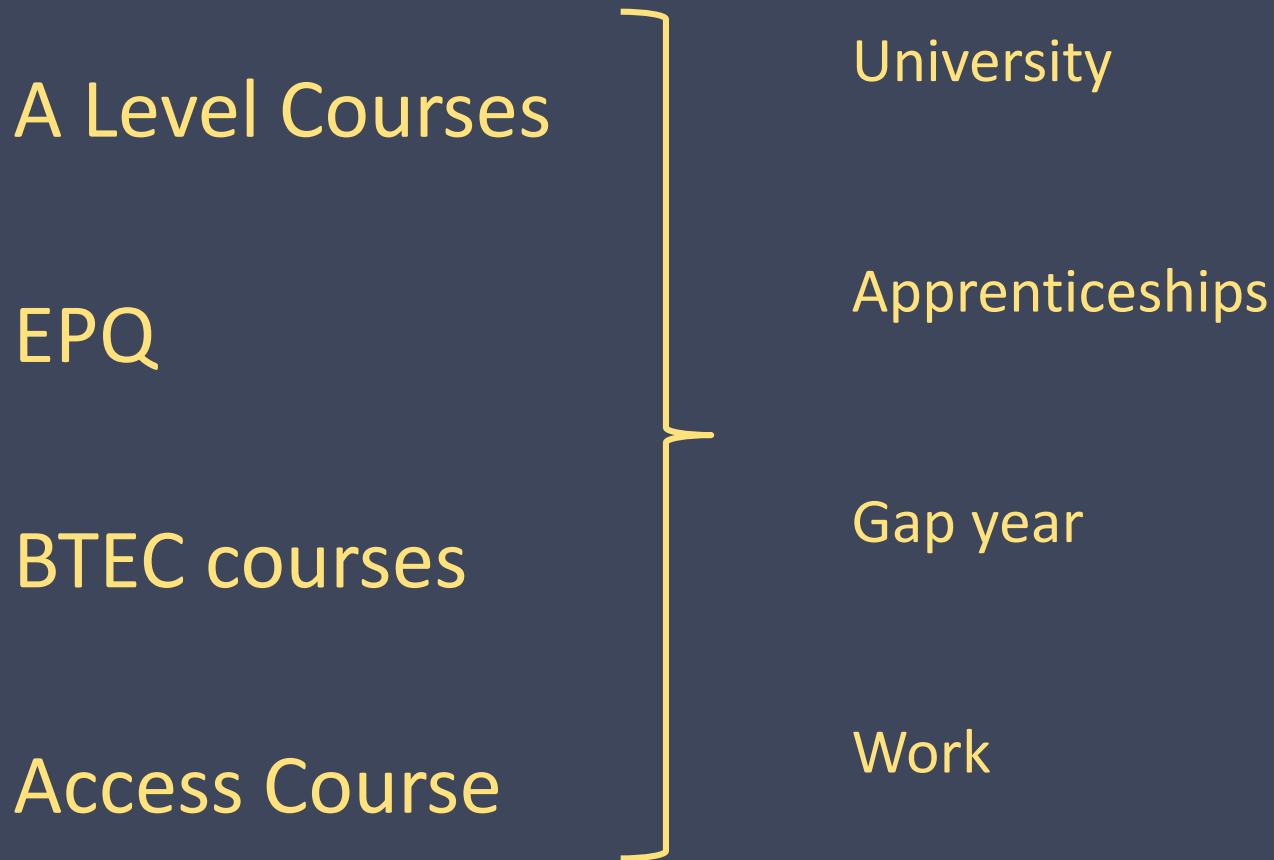 A Level Courses
EPQ
BTEC courses
Access Course
University
Apprenticeships
Gap year
Work